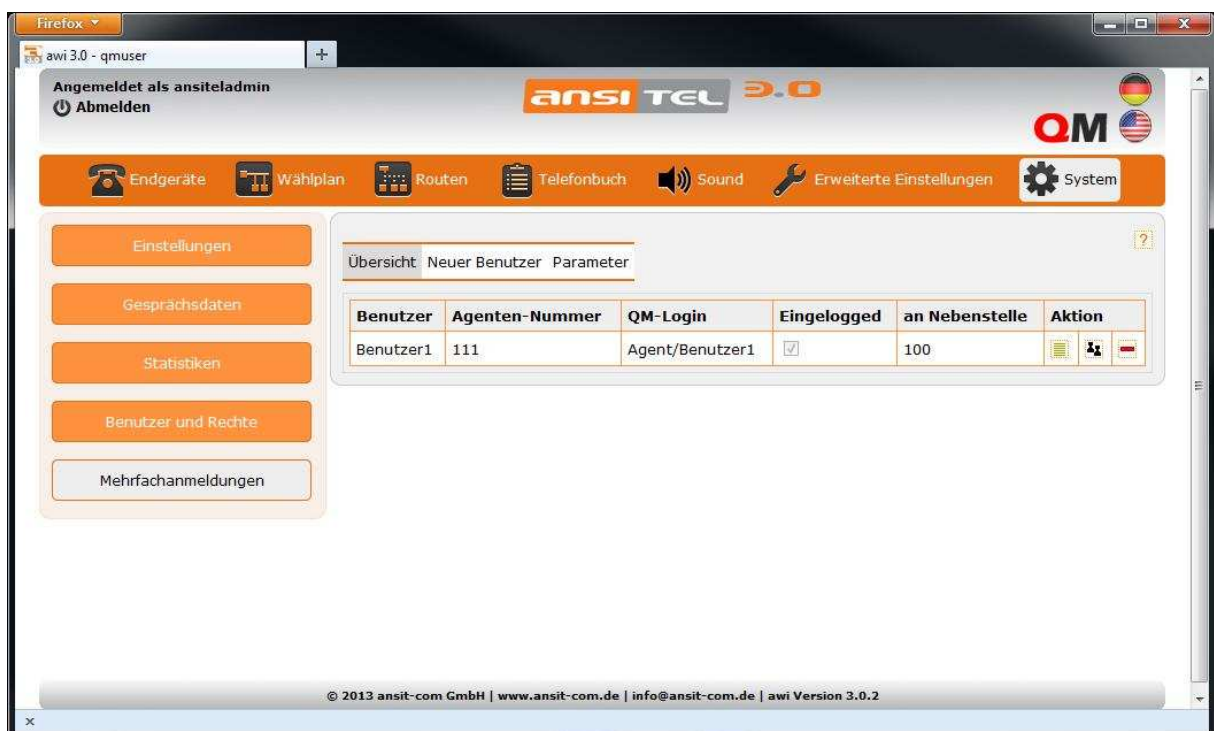 Firefox
awi 3.0 - qmuser
Angemeldet als ansiteladmin
Abmelden
ansi TEL 3.0
QM
Endgeräte Wählplan Routen Telefonbuch Sound Erweiterte Einstellungen System
Einstellungen
Gesprächsdaten
Statistiken
Benutzer und Rechte
Mehrfachanmeldungen
?
Übersicht Neuer Benutzer Parameter
Benutzer Agenten-Nummer QM-Login Eingelogged an Nebenstelle Aktion
Benutzer1 111 Agent/Benutzer1 100
© 2013 ansit-com GmbH | www.ansit-com.de | info@ansit-com.de | awi Version 3.0.2